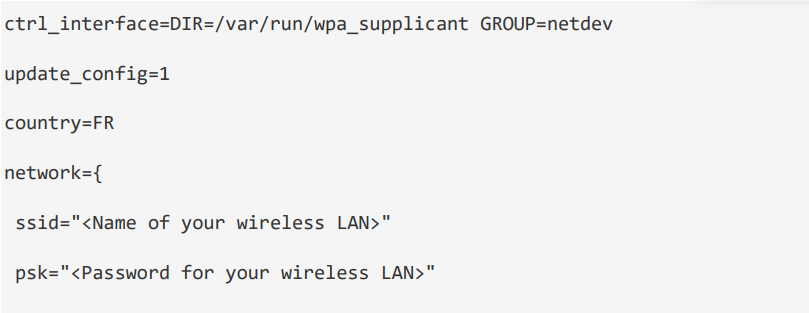 ctrl_interface=DIR=/var/run/wpa_supplicant GROUP=netdev
update_config=1
country=FR
network={
ssid="<Name of your wireless LAN>"
psk="<Password for your wireless LAN>"